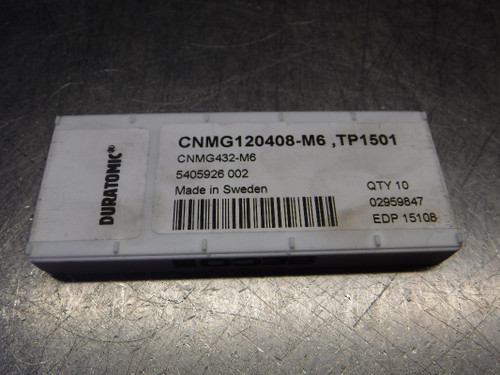 DURATOMIC®
CNMG120408-M6 ,TP1501
CNMG432-M6
5405926 002
Made in Sweden
QTY 10
02959847
EDP 15108